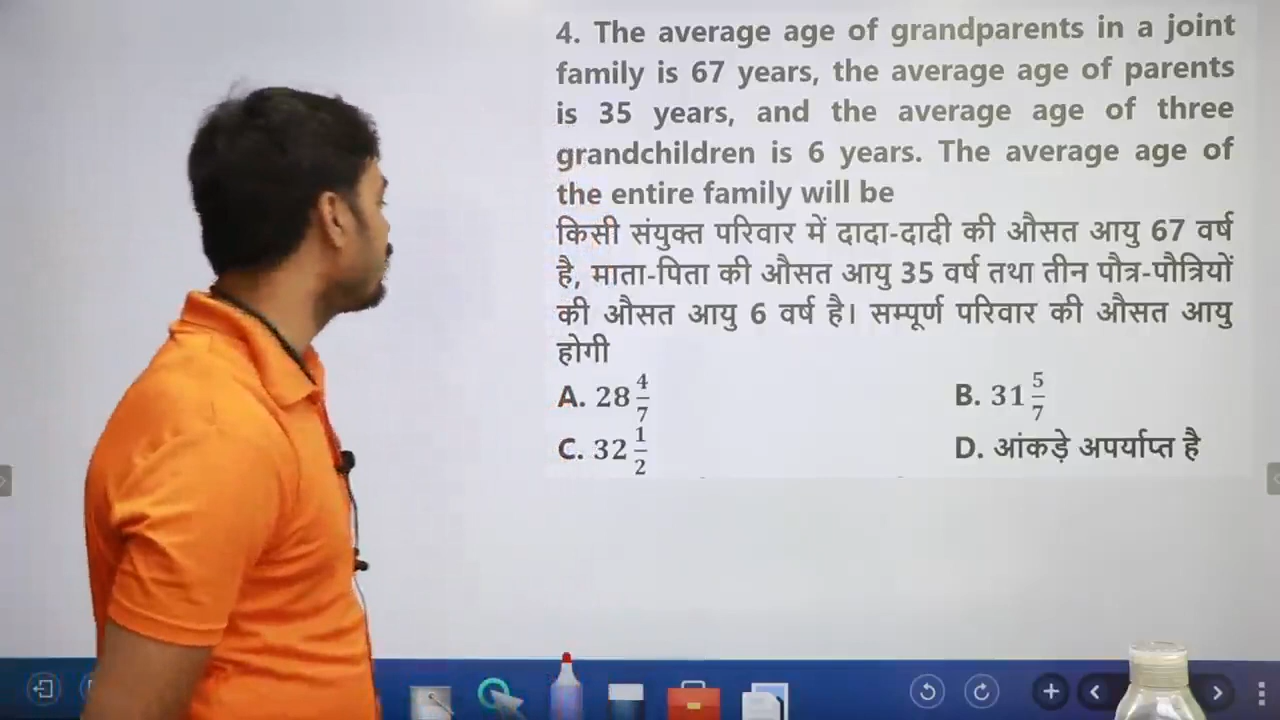 4. The average age of grandparents in a joint
family is 67 years, the average age of parents
is 35 years, and the average age of three
grandchildren is 6 years. The average age of
the entire family will be
किसी संयुक्त परिवार में दादा-दादी की औसत आयु 67 वर्ष
है, माता-पिता की औसत आयु 35 वर्ष तथा तीन पौत्र-पौत्रियों
की औसत आयु 6 वर्ष है। सम्पूर्ण परिवार की औसत आयु
होगी
A. 28 4/7 B. 31 5/7
C. 32 1/2 D. आंकड़े अपर्याप्त है